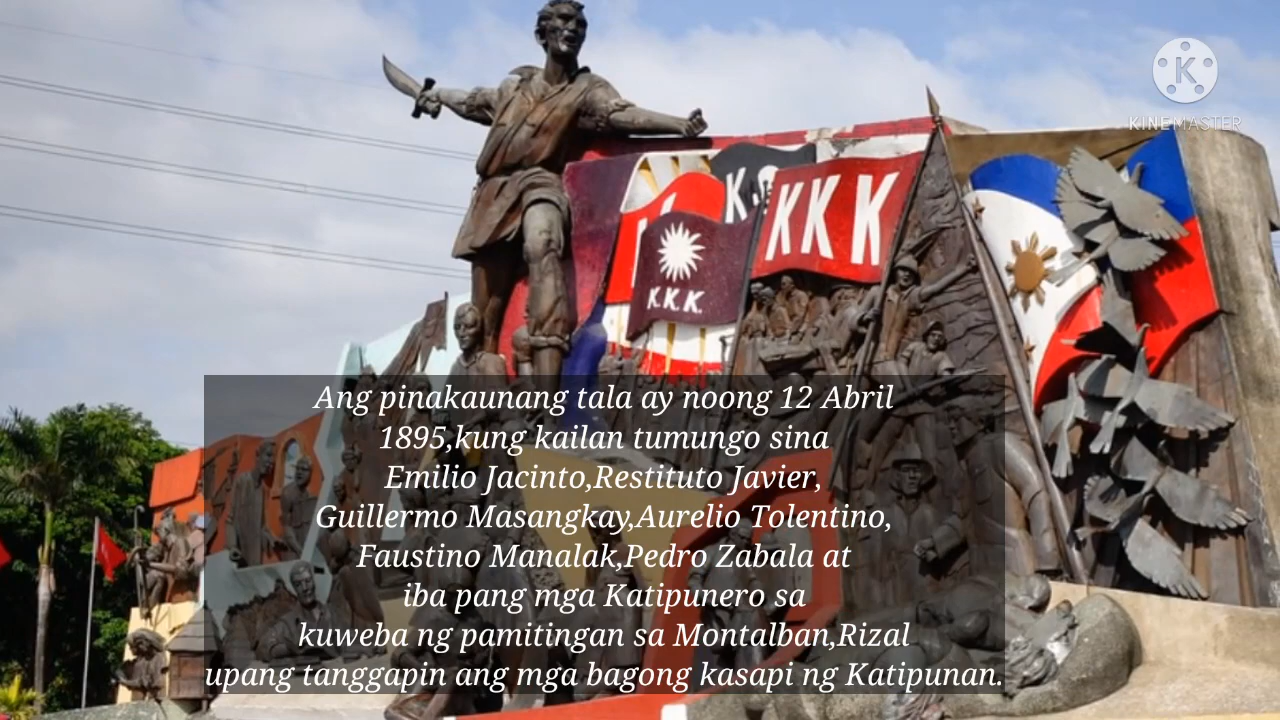 KINEMASTER
K
KKK
K.K.K.
Ang pinakaunang tala ay noong 12 Abril
1895,kung kailan tumungo sina
Emilio Jacinto,Restituto Javier,
Guillermo Masangkay,Aurelio Tolentino,
Faustino Manalak,Pedro Zabala at
iba pang mga Katipunero sa
kuweba ng pamitingan sa Montalban,Rizal
upang tanggapin ang mga bagong kasapi ng Katipunan.